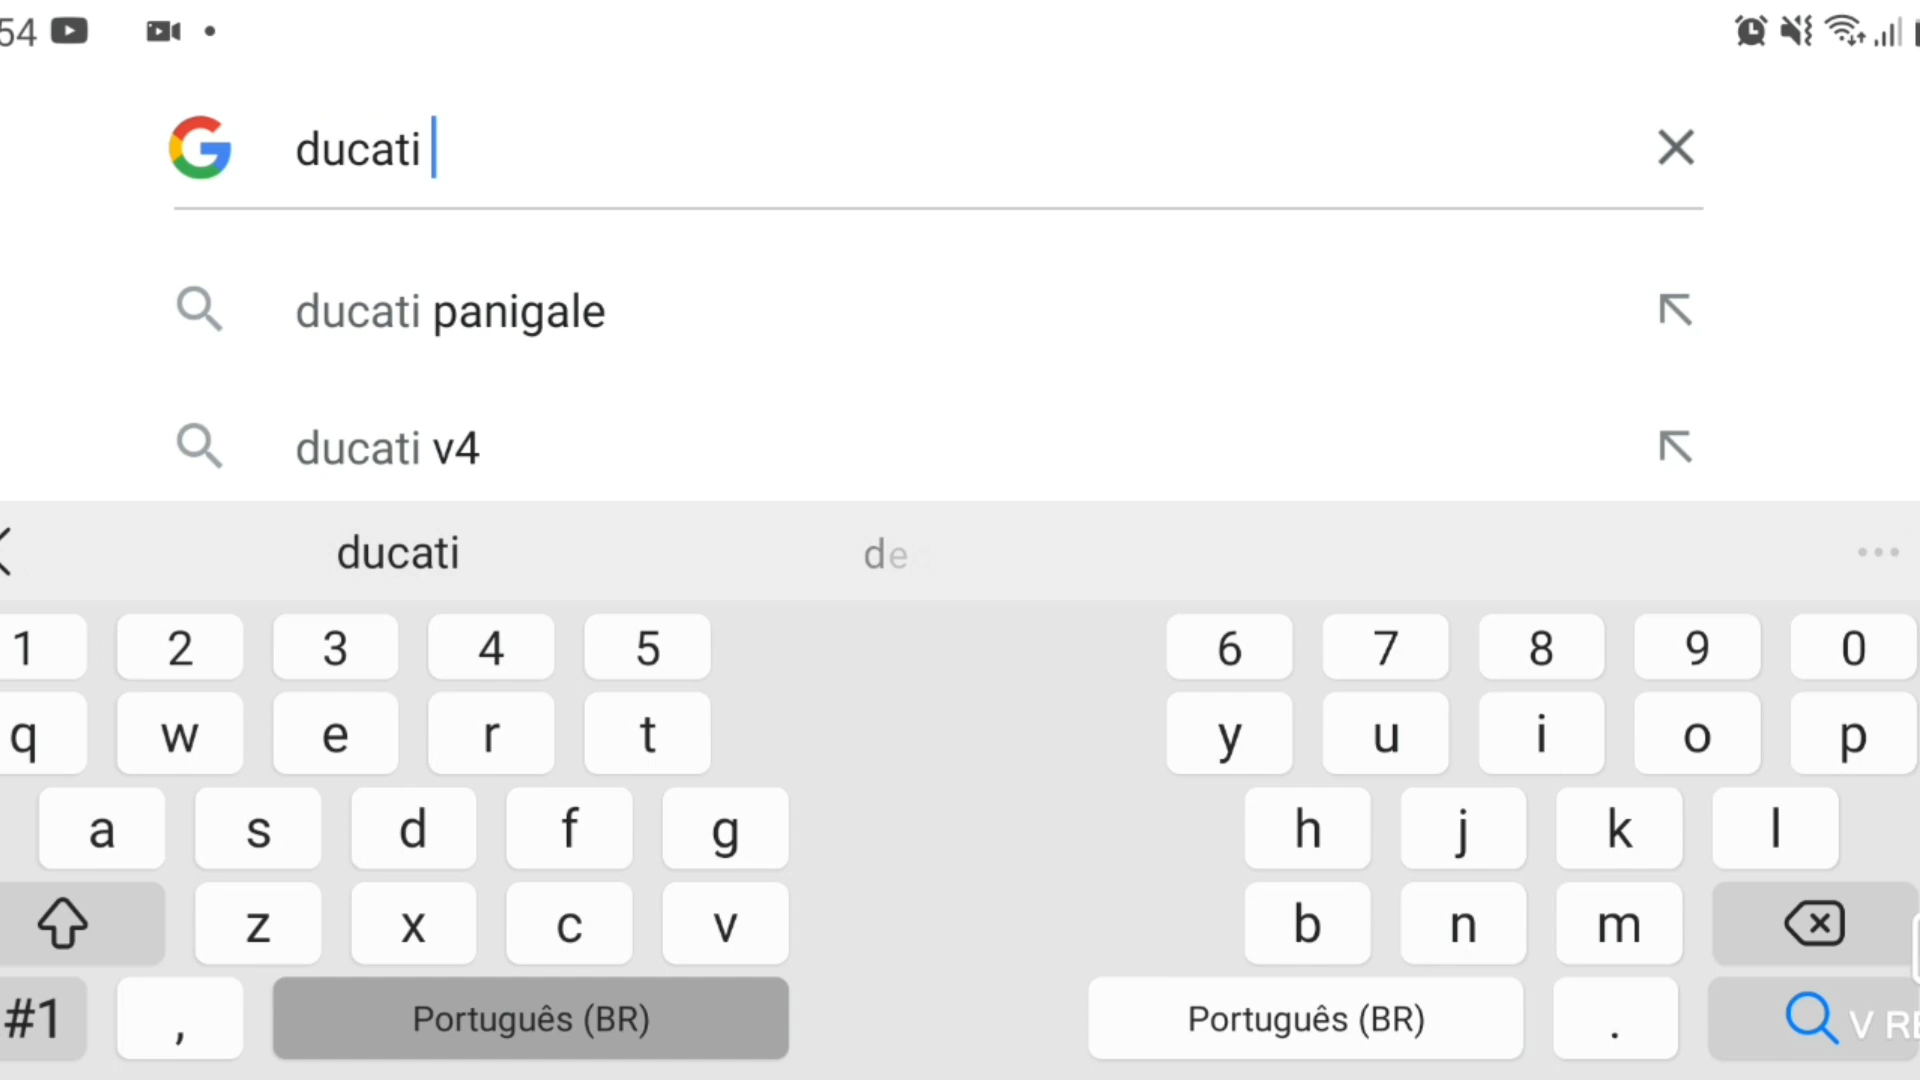 54
ducati
ducati panigale
ducati v4
ducati de
1 2 3 4 5 6 7 8 9 0
q w e r t y u i o p
a s d f g h j k l
z x c v b n m
#1 , Português (BR) Português (BR) . V RE